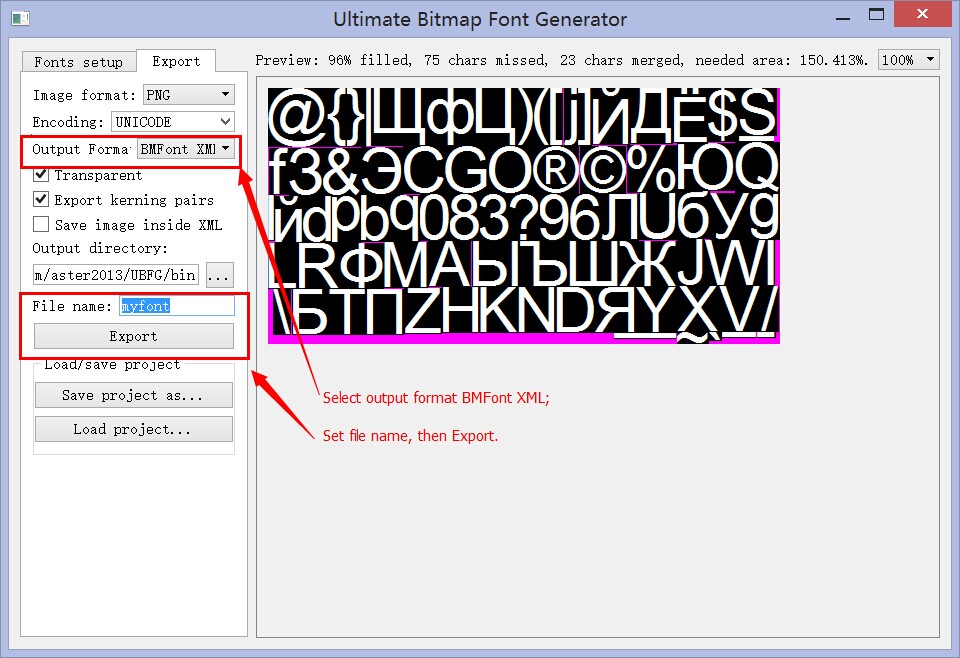 Ultimate Bitmap Font Generator
Fonts setup
Export
Preview: 96% filled, 75 chars missed, 23 chars merged, needed area: 150.413%.
100%
Image format: PNG
Encoding: UNICODE
Output Forma BMFont XM
Transparent
Export kerning pairs
Save image inside XML
Output directory:
m/aster2013/UBFG/bin
...
File name: myfont
Export
Load/save project
Save project as...
Load project...
@{}|ЩфЦ)([j]йДЁ$S
f3&ЭCGO®©%ЮQ
lйdpbq083?96ЛUбУg
LRФMAЫЪШЖJWI
\БТПZHKNDЯ_YX~V/
Select output format BMFont XML;
Set file name, then Export.